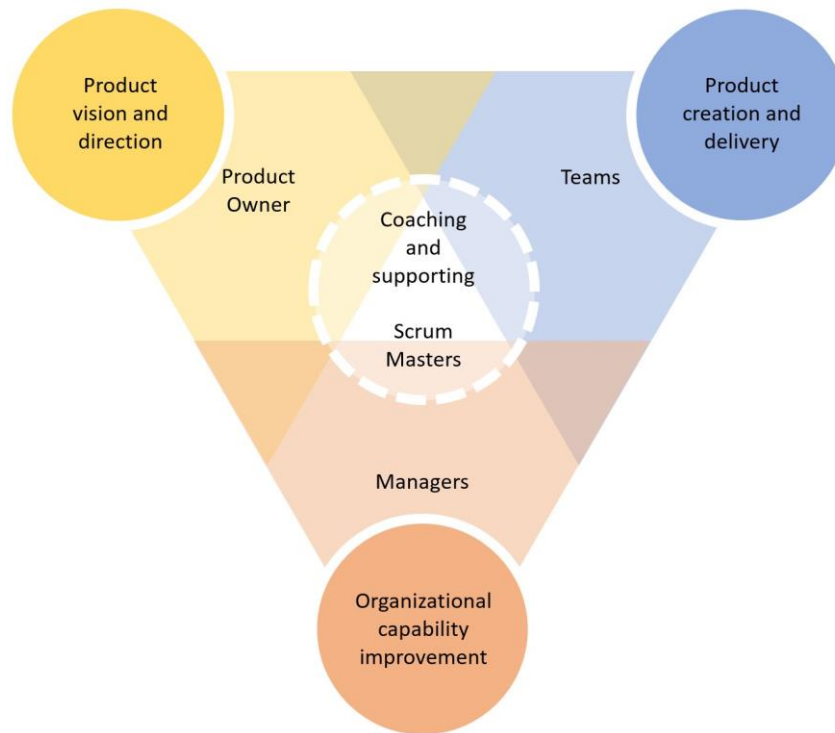 Product
vision and
direction
Product
creation and
delivery
Product
Owner
Teams
Coaching
and
supporting
Scrum
Masters
Managers
Organizational
capability
improvement